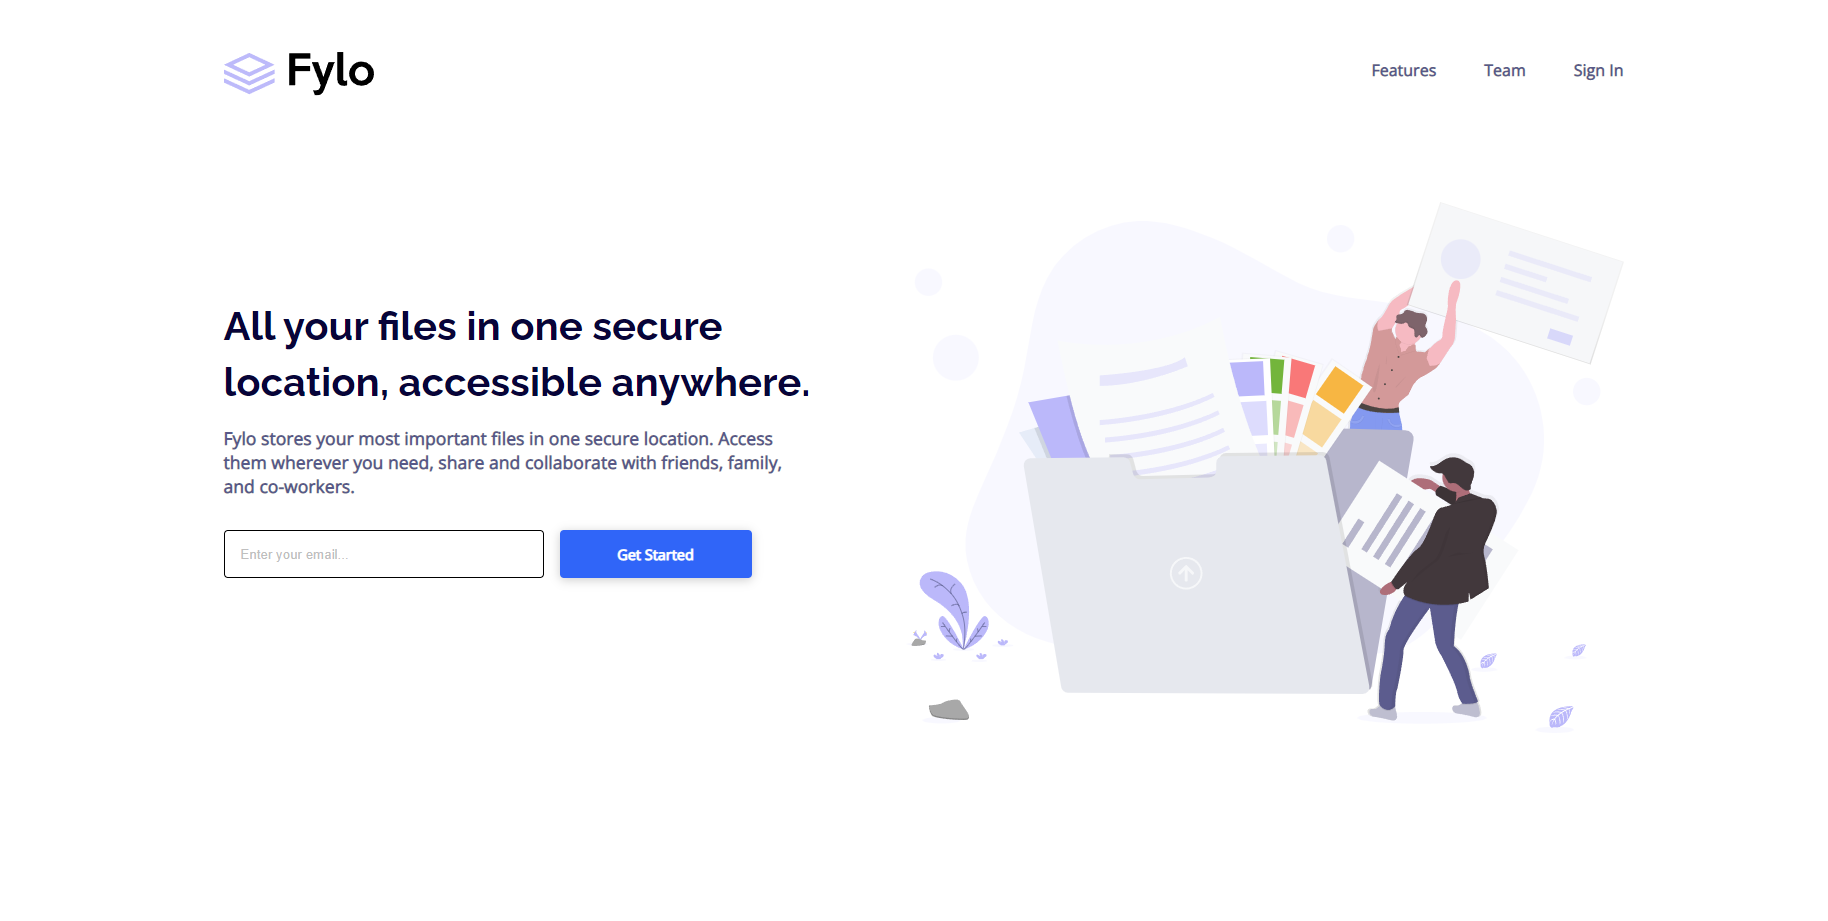 Fylo
Features
Team
Sign In
All your files in one secure
location, accessible anywhere.
Fylo stores your most important files in one secure location. Access
them wherever you need, share and collaborate with friends, family,
and co-workers.
Enter your email...
Get Started